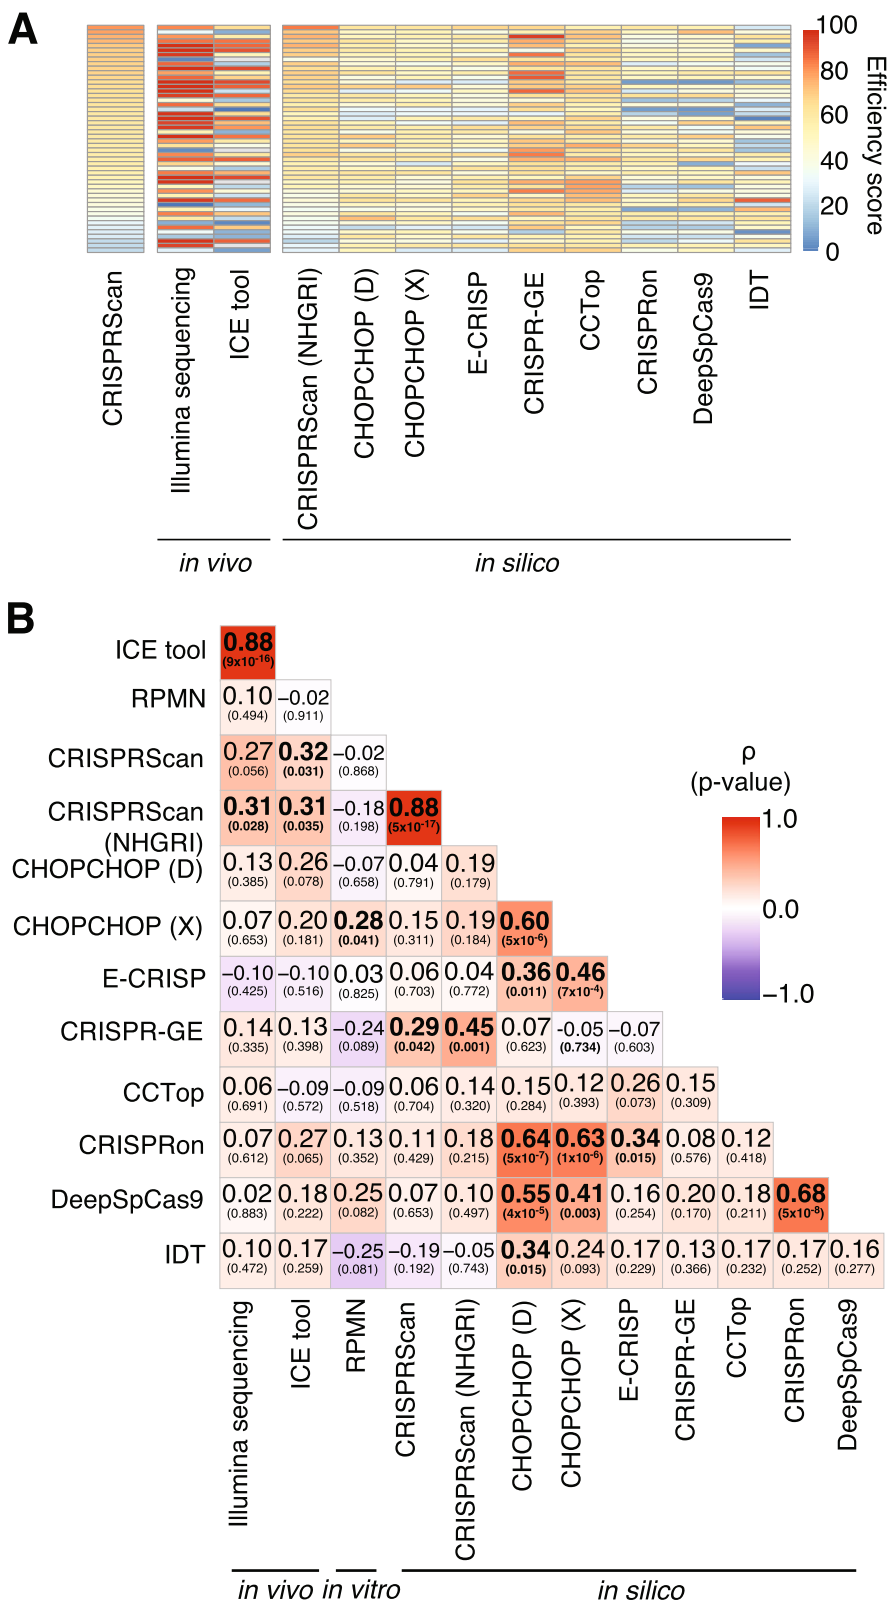 A
100
80
60
40
20
0
Efficiency score
CRISPRScan
Illumina sequencing
ICE tool
CRISPRScan (NHGRI)
CHOPCHOP (D)
CHOPCHOP (X)
E-CRISP
CRISPR-GE
CCTop
CRISPRon
DeepSpCas9
IDT
in vivo
in silico
B
ICE tool
0.88
(9x10⁻¹⁶)
RPMN
0.10 −0.02
(0.494) (0.911)
CRISPRScan
0.27 0.32 −0.02
(0.056) (0.031) (0.868)
CRISPRScan
(NHGRI)
0.31 0.31 −0.18 0.88
(0.028) (0.035) (0.198) (5x10⁻¹⁷)
CHOPCHOP (D)
0.13 0.26 −0.07 0.04 0.19
(0.385) (0.078) (0.658) (0.791) (0.179)
CHOPCHOP (X)
0.07 0.20 0.28 0.15 0.19 0.60
(0.653) (0.181) (0.041) (0.311) (0.184) (5x10⁻⁶)
E-CRISP
−0.10 −0.10 0.03 0.06 0.04 0.36 0.46
(0.425) (0.516) (0.825) (0.703) (0.772) (0.011) (7x10⁻⁴)
CRISPR-GE
0.14 0.13 −0.24 0.29 0.45 0.07 -0.05 −0.07
(0.335) (0.398) (0.089) (0.042) (0.001) (0.623) (0.734) (0.603)
CCTop
0.06 −0.09 −0.09 0.06 0.14 0.15 0.12 0.26 0.15
(0.691) (0.572) (0.518) (0.704) (0.320) (0.284) (0.393) (0.073) (0.309)
CRISPRon
0.07 0.27 0.13 0.11 0.18 0.64 0.63 0.34 0.08 0.12
(0.612) (0.065) (0.352) (0.429) (0.215) (5x10⁻⁷) (1x10⁻⁶) (0.015) (0.576) (0.418)
DeepSpCas9
0.02 0.18 0.25 0.07 0.10 0.55 0.41 0.16 0.20 0.18 0.68
(0.883) (0.222) (0.082) (0.653) (0.497) (4x10⁻⁵) (0.003) (0.254) (0.170) (0.211) (5x10⁻⁸)
IDT
0.10 0.17 −0.25 −0.19 −0.05 0.34 0.24 0.17 0.13 0.17 0.17 0.16
(0.472) (0.259) (0.081) (0.192) (0.743) (0.015) (0.093) (0.229) (0.366) (0.232) (0.252) (0.277)
ρ
(p-value)
1.0
0.0
−1.0
Illumina sequencing
ICE tool
RPMN
CRISPRScan
CRISPRScan (NHGRI)
CHOPCHOP (D)
CHOPCHOP (X)
E-CRISP
CRISPR-GE
CCTop
CRISPRon
DeepSpCas9
in vivo
in vitro
in silico